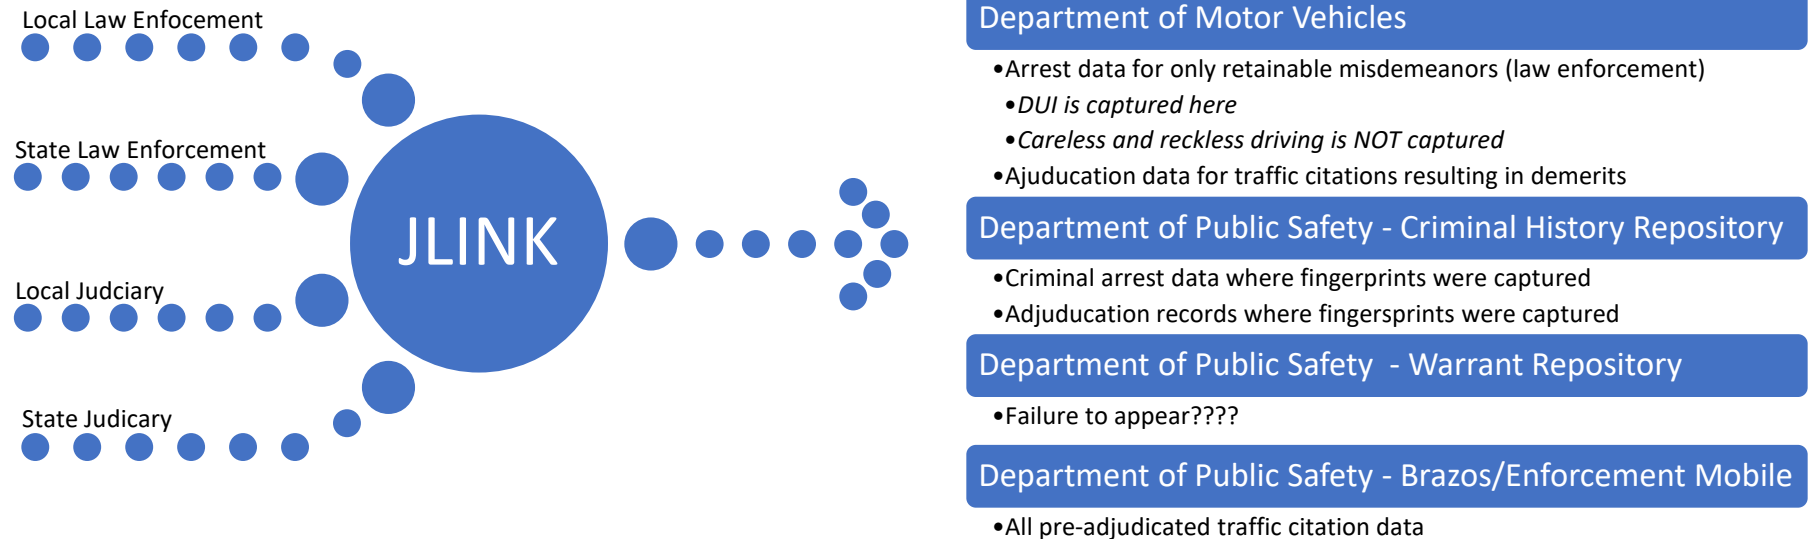 Local Law Enfocement
State Law Enforcement
Local Judciary
State Judicary
JLINK
Department of Motor Vehicles
•Arrest data for only retainable misdemeanors (law enforcement)
•DUI is captured here
•Careless and reckless driving is NOT captured
•Ajuducation data for traffic citations resulting in demerits
Department of Public Safety - Criminal History Repository
•Criminal arrest data where fingerprints were captured
•Adjuducation records where fingersprints were captured
Department of Public Safety - Warrant Repository
•Failure to appear????
Department of Public Safety - Brazos/Enforcement Mobile
•All pre-adjudicated traffic citation data